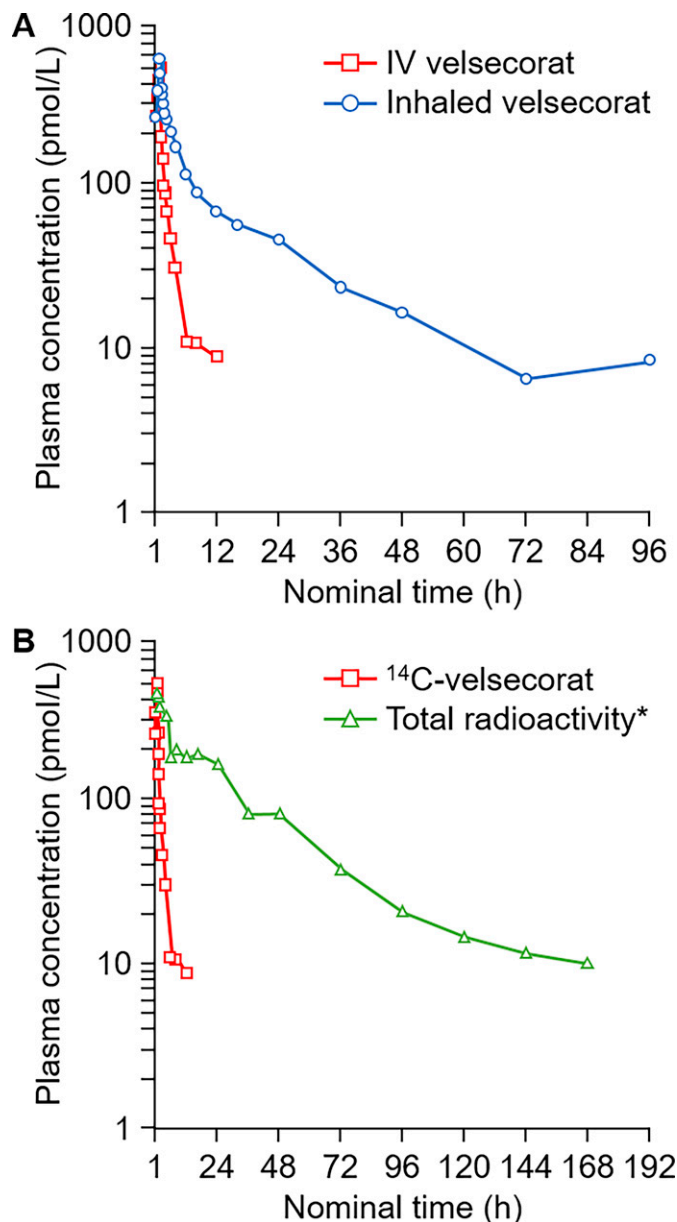 A
Plasma concentration (pmol/L)
1000
100
10
1
IV velsecorat
Inhaled velsecorat
1 12 24 36 48 60 72 84 96
Nominal time (h)
B
Plasma concentration (pmol/L)
1000
100
10
1
¹⁴C-velsecorat
Total radioactivity*
1 24 48 72 96 120 144 168 192
Nominal time (h)